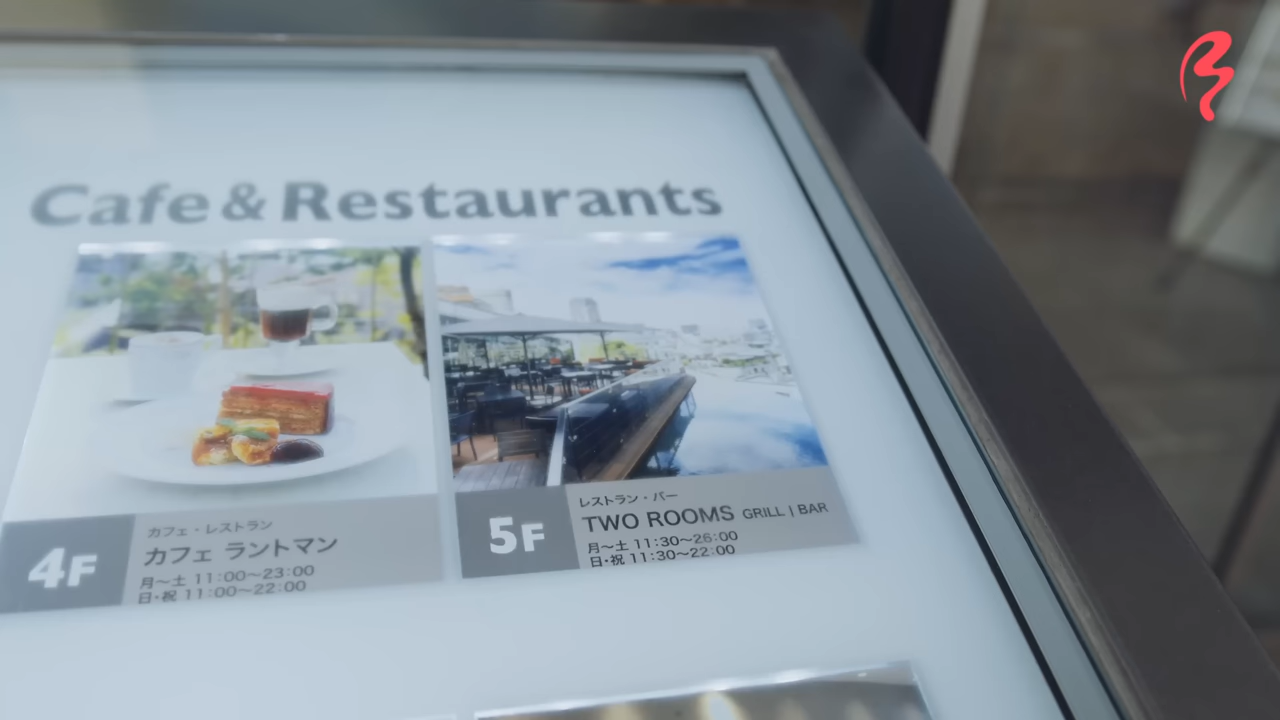 Cafe & Restaurants
カフェ・レストラン
4F
カフェ ラントマン
月〜土 11:00〜23:00
日・祝 11:00〜22:00
レストラン・バー
5F
TWO ROOMS GRILL | BAR
月〜土 11:30〜26:00
日・祝 11:30〜22:00